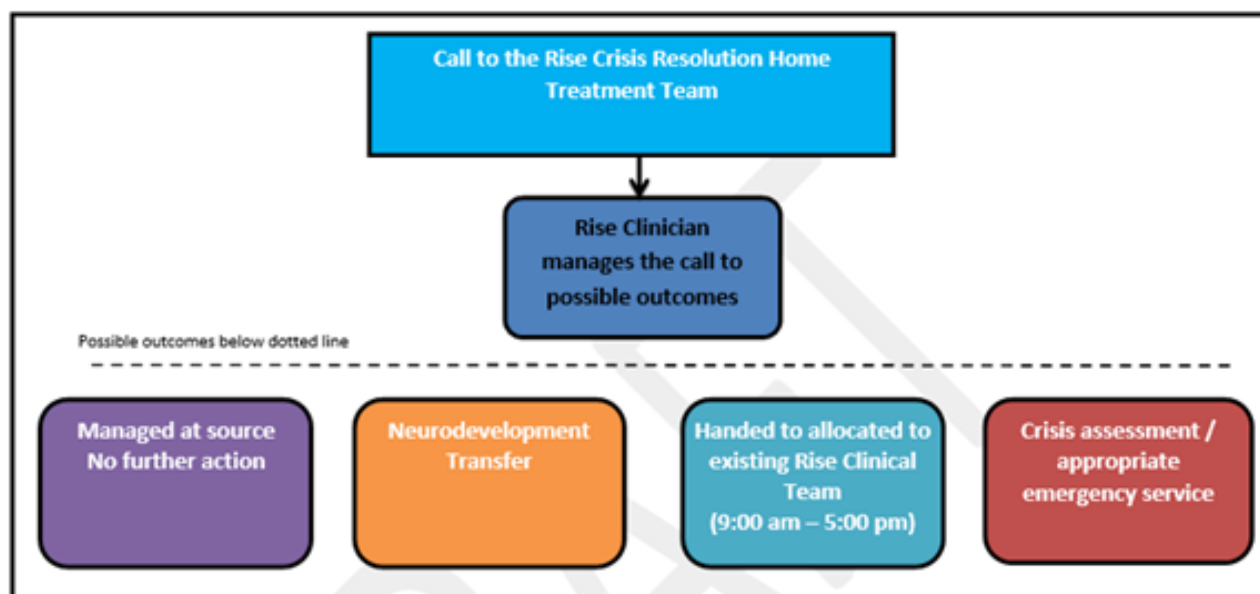 Call to the Rise Crisis Resolution Home
Treatment Team
Rise Clinician
manages the call to
possible outcomes
Possible outcomes below dotted line
Managed at source
No further action
Neurodevelopment
Transfer
Handed to allocated to
existing Rise Clinical
Team
(9:00 am – 5:00 pm)
Crisis assessment /
appropriate
emergency service